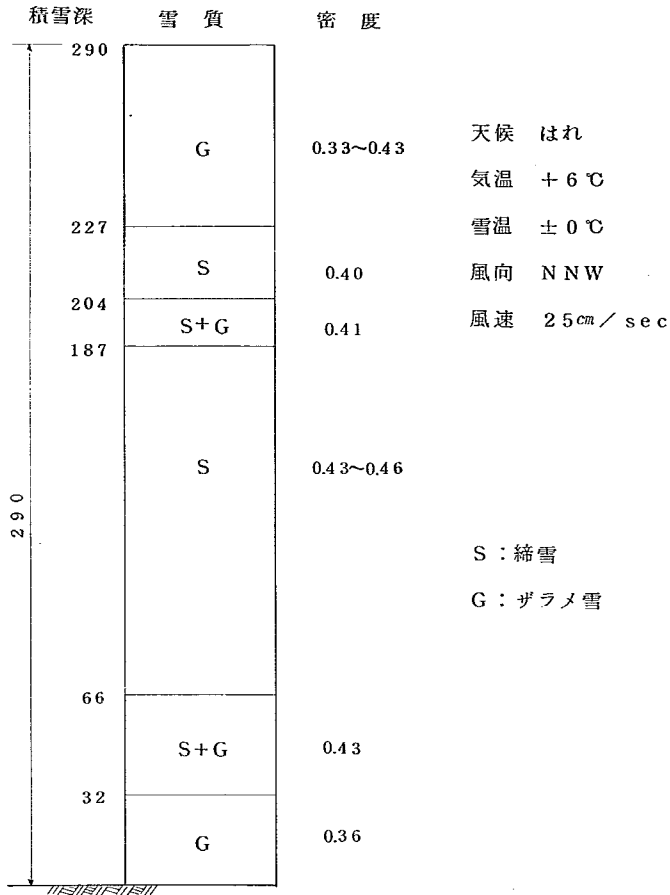 積雪深 雪質 密度
290
G 0.33~0.43
227
S 0.40
204
S+G 0.41
187
S 0.43~0.46
66
S+G 0.43
32
G 0.36
290
天候 はれ
気温 +6℃
雪温 ±0℃
風向 NNW
風速 25㎝/sec
S:締雪
G:ザラメ雪